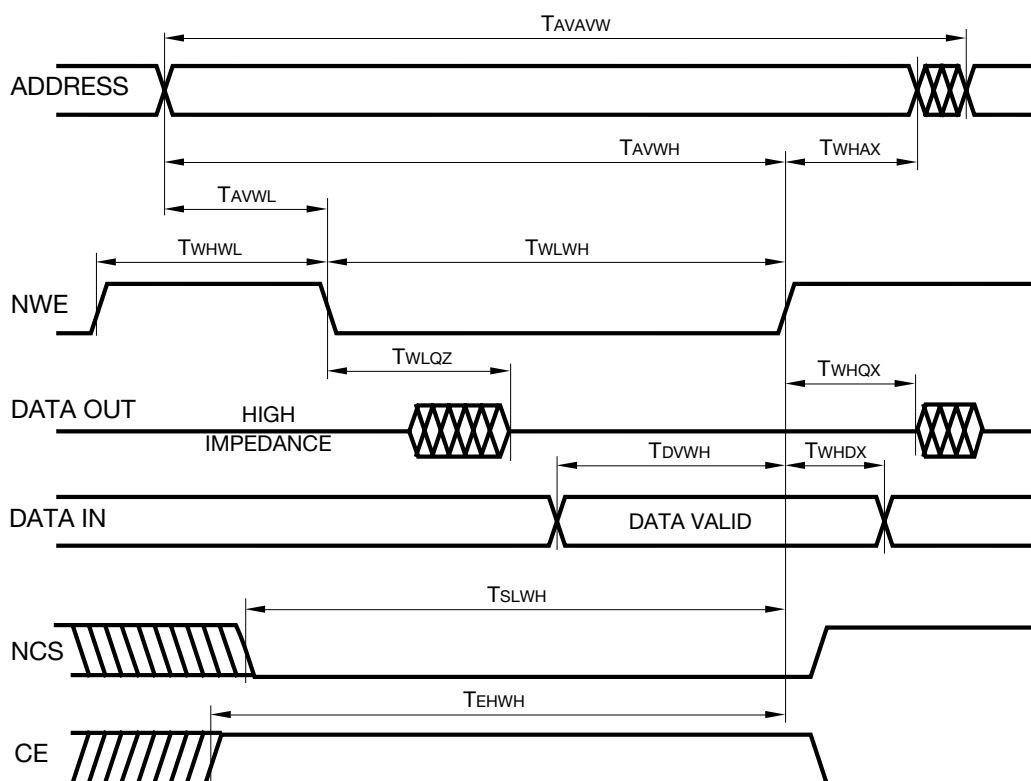 TAVAVW
ADDRESS
TAVWH
TWHAX
TAVWL
TWHWL
TWLWH
NWE
TWLQZ
TWHQX
DATA OUT
HIGH
IMPEDANCE
TDVWH
TWHDX
DATA IN
DATA VALID
TSLWH
NCS
TEHWH
CE